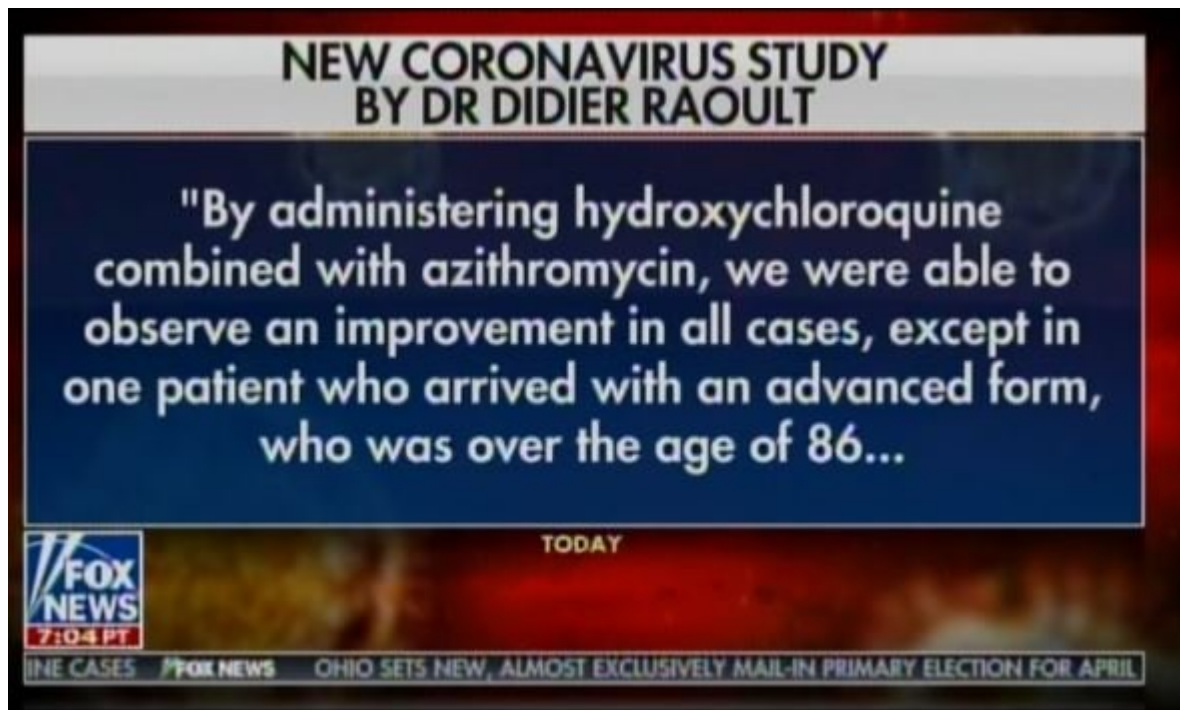 NEW CORONAVIRUS STUDY
BY DR DIDIER RAOULT
"By administering hydroxychloroquine
combined with azithromycin, we were able to
observe an improvement in all cases, except in
one patient who arrived with an advanced form,
who was over the age of 86...
TODAY
FOX
NEWS
7:04 PT
INE CASES FOX NEWS OHIO SETS NEW, ALMOST EXCLUSIVELY MAIL-IN PRIMARY ELECTION FOR APRIL